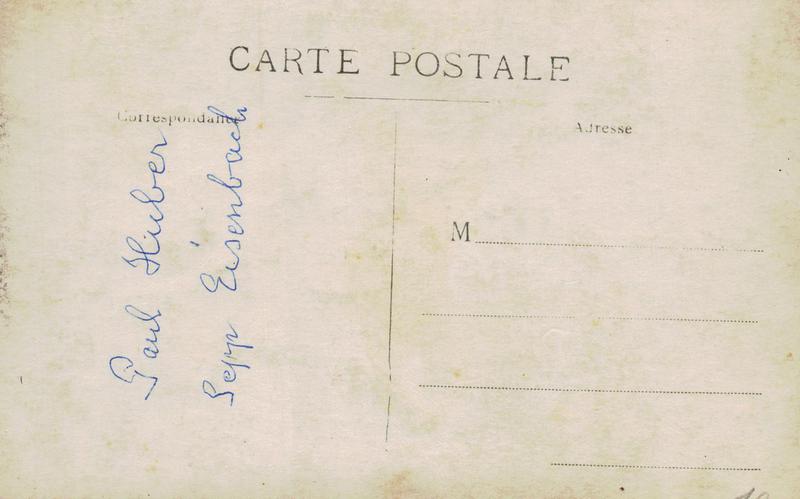 CARTE POSTALE
Correspondance
Adresse
M
Paul Huber
Sepp Eisenbach